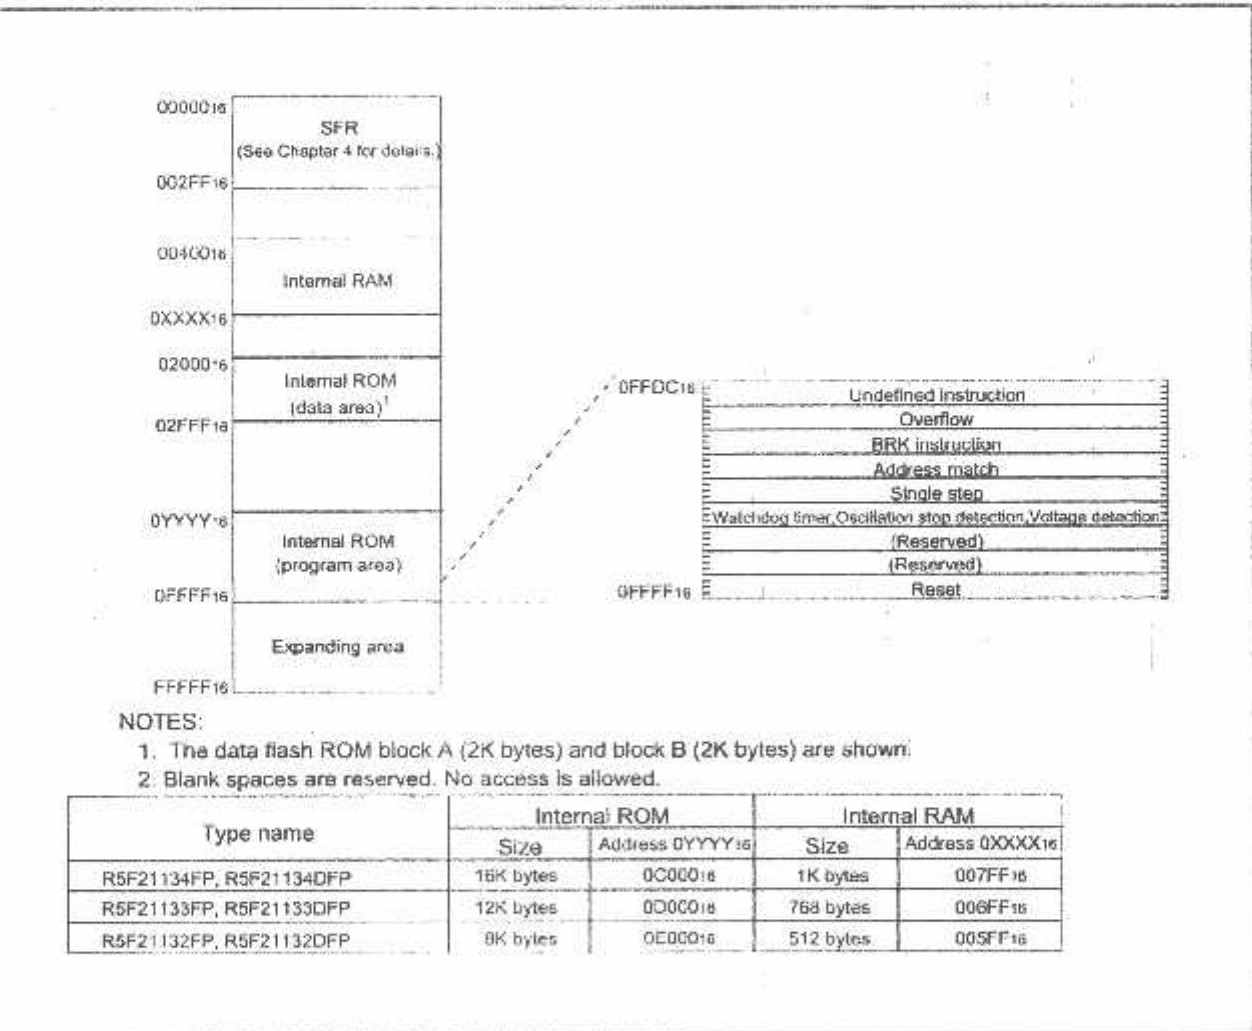 0000016
SFR
(See Chapter 4 for details.)
002FF16
0040016
Internal RAM
0XXXX16
0200016
Internal ROM
(data area)1
02FFF16
0YYYY16
Internal ROM
(program area)
0FFFF16
Expanding area
FFFFF16
0FFDC16
Undefined instruction
Overflow
BRK instruction
Address match
Single step
Watchdog timer,Oscillation stop detection,Voltage detection
(Reserved)
(Reserved)
Reset
0FFFF16
NOTES:
1. The data flash ROM block A (2K bytes) and block B (2K bytes) are shown.
2. Blank spaces are reserved. No access is allowed.
Type name Internal ROM Internal RAM
Size Address 0YYYY16 Size Address 0XXXX16
R5F21134FP, R5F21134DFP 16K bytes 0C00016 1K bytes 007FF16
R5F21133FP, R5F21133DFP 12K bytes 0D00016 768 bytes 006FF16
R5F21132FP, R5F21132DFP 8K bytes 0E00016 512 bytes 005FF16